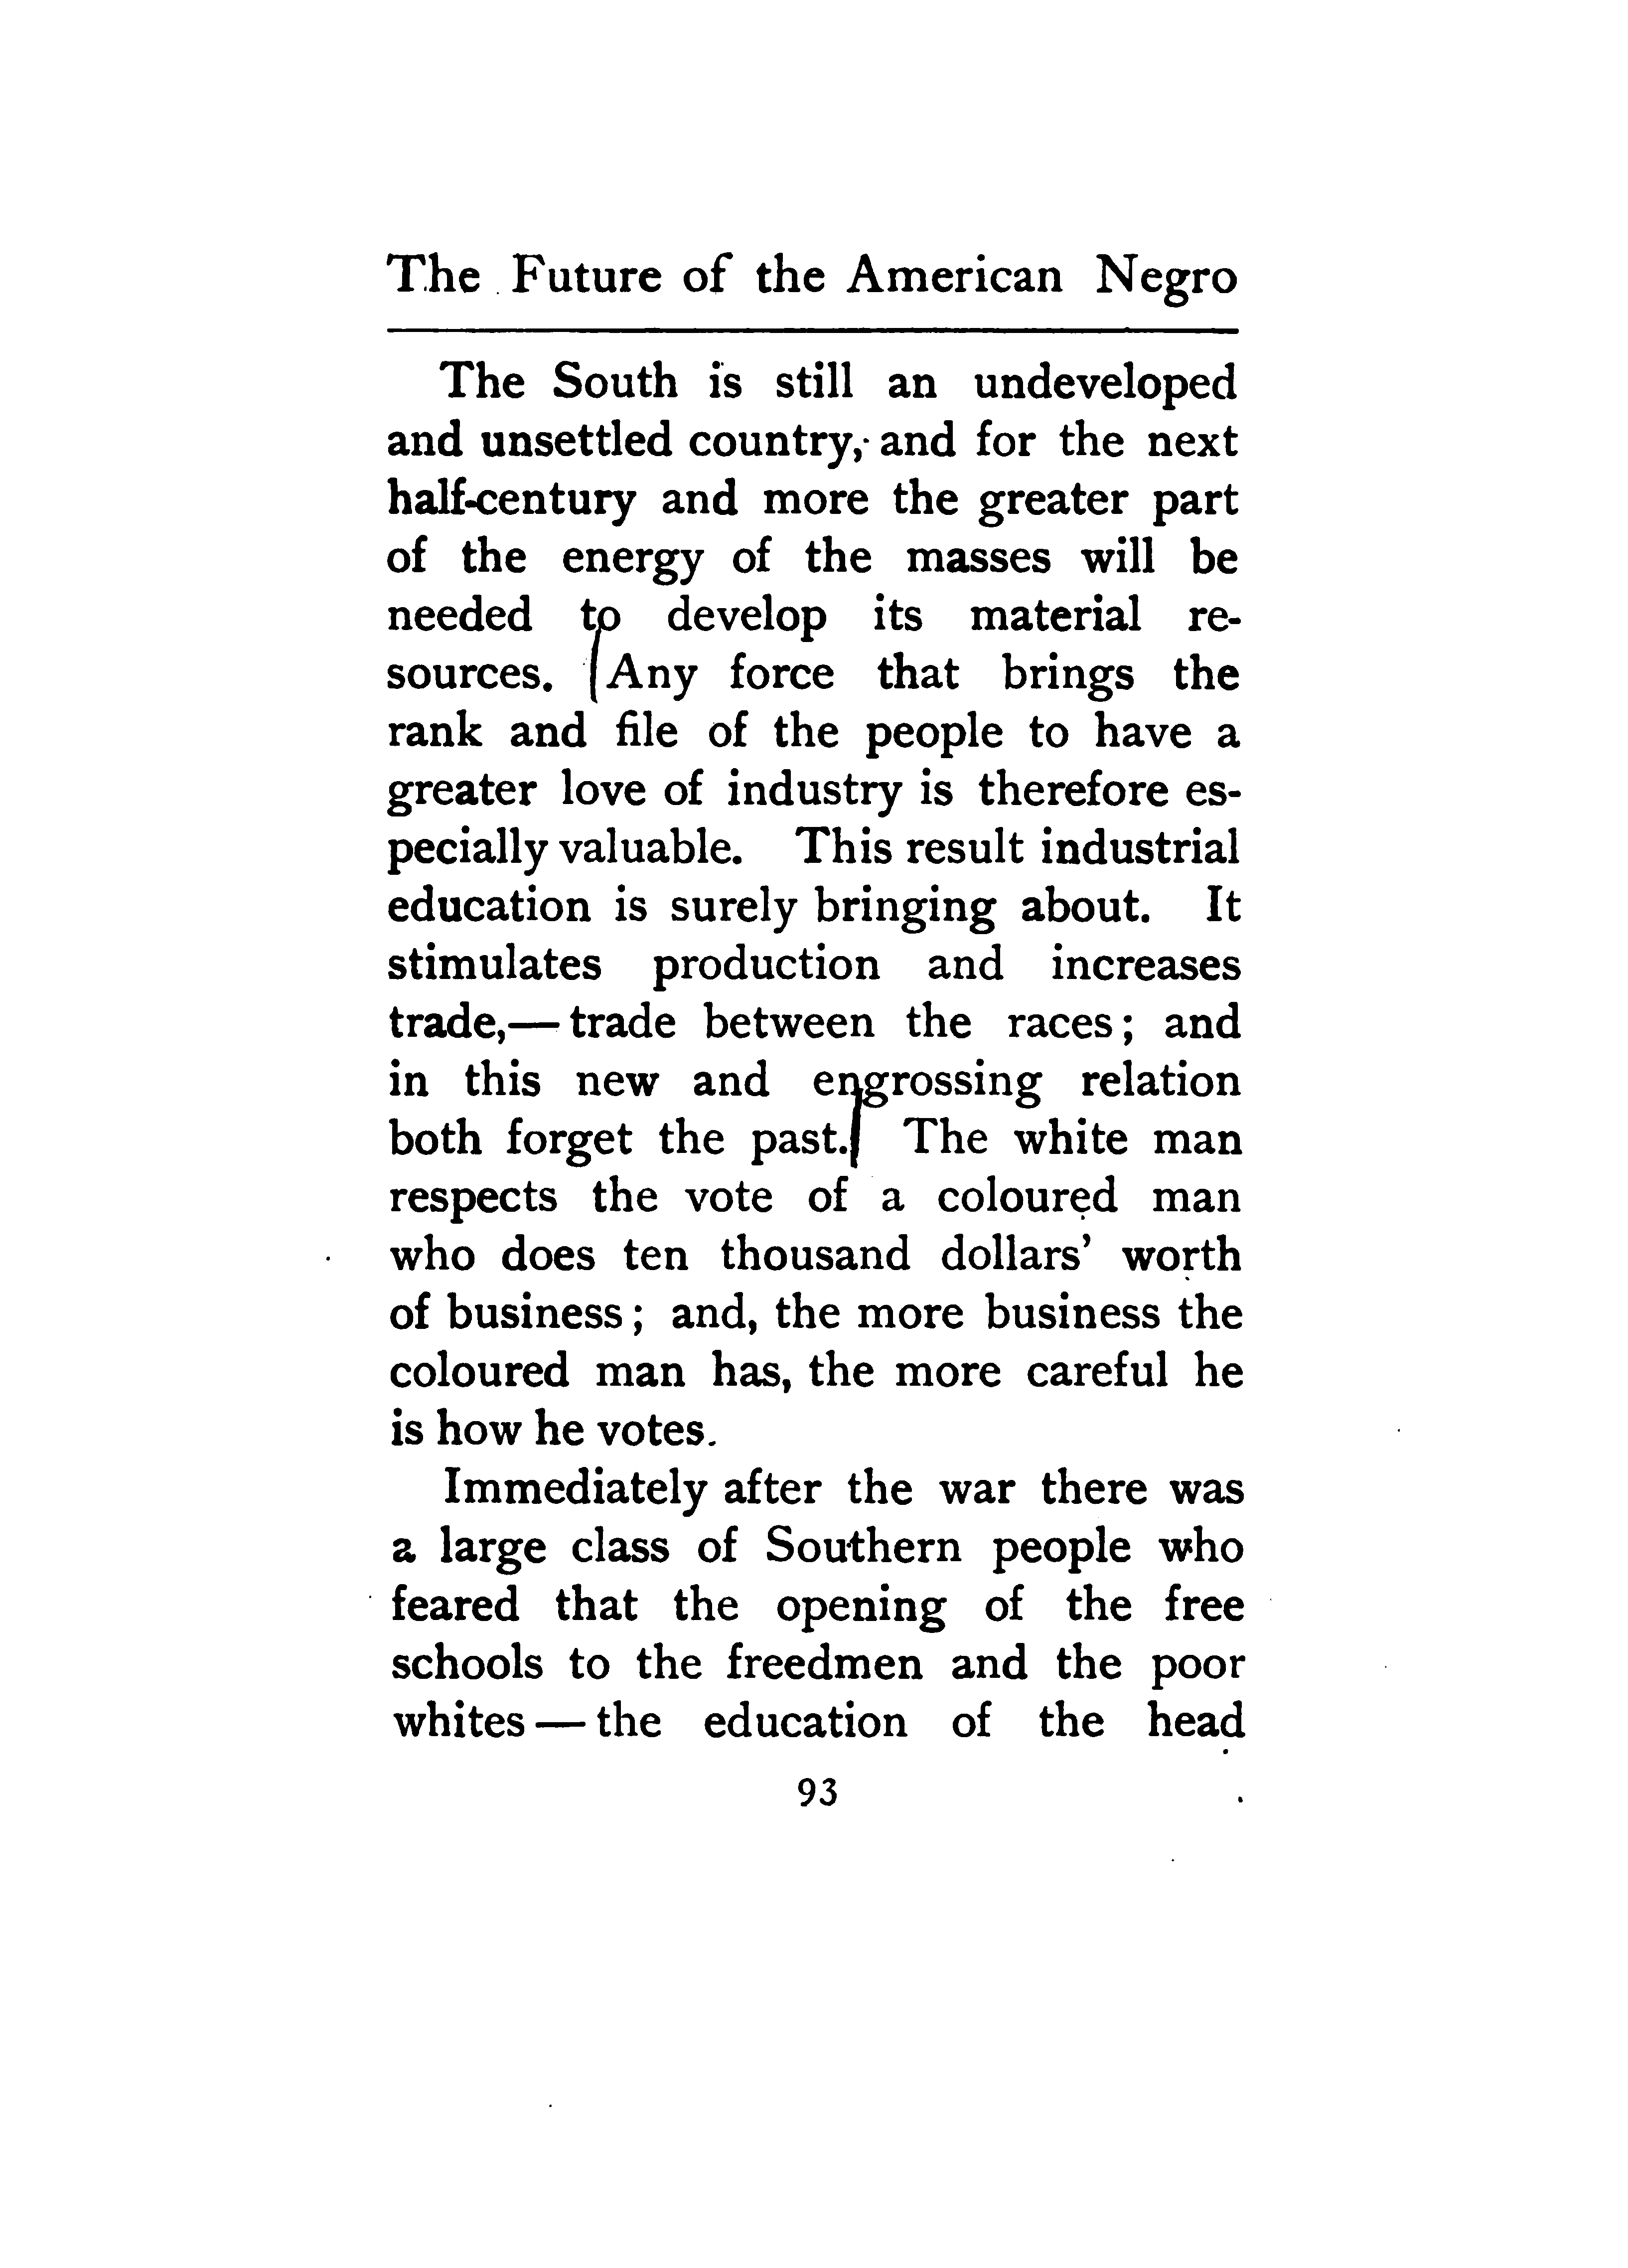 The Future of the American Negro
The South is still an undeveloped
and unsettled country, and for the next
half-century and more the greater part
of the energy of the masses will be
needed to develop its material re-
sources. Any force that brings the
rank and file of the people to have a
greater love of industry is therefore es-
pecially valuable. This result industrial
education is surely bringing about. It
stimulates production and increases
trade,— trade between the races; and
in this new and engrossing relation
both forget the past. The white man
respects the vote of a coloured man
who does ten thousand dollars' worth
of business; and, the more business the
coloured man has, the more careful he
is how he votes.
Immediately after the war there was
a large class of Southern people who
feared that the opening of the free
schools to the freedmen and the poor
whites — the education of the head
93